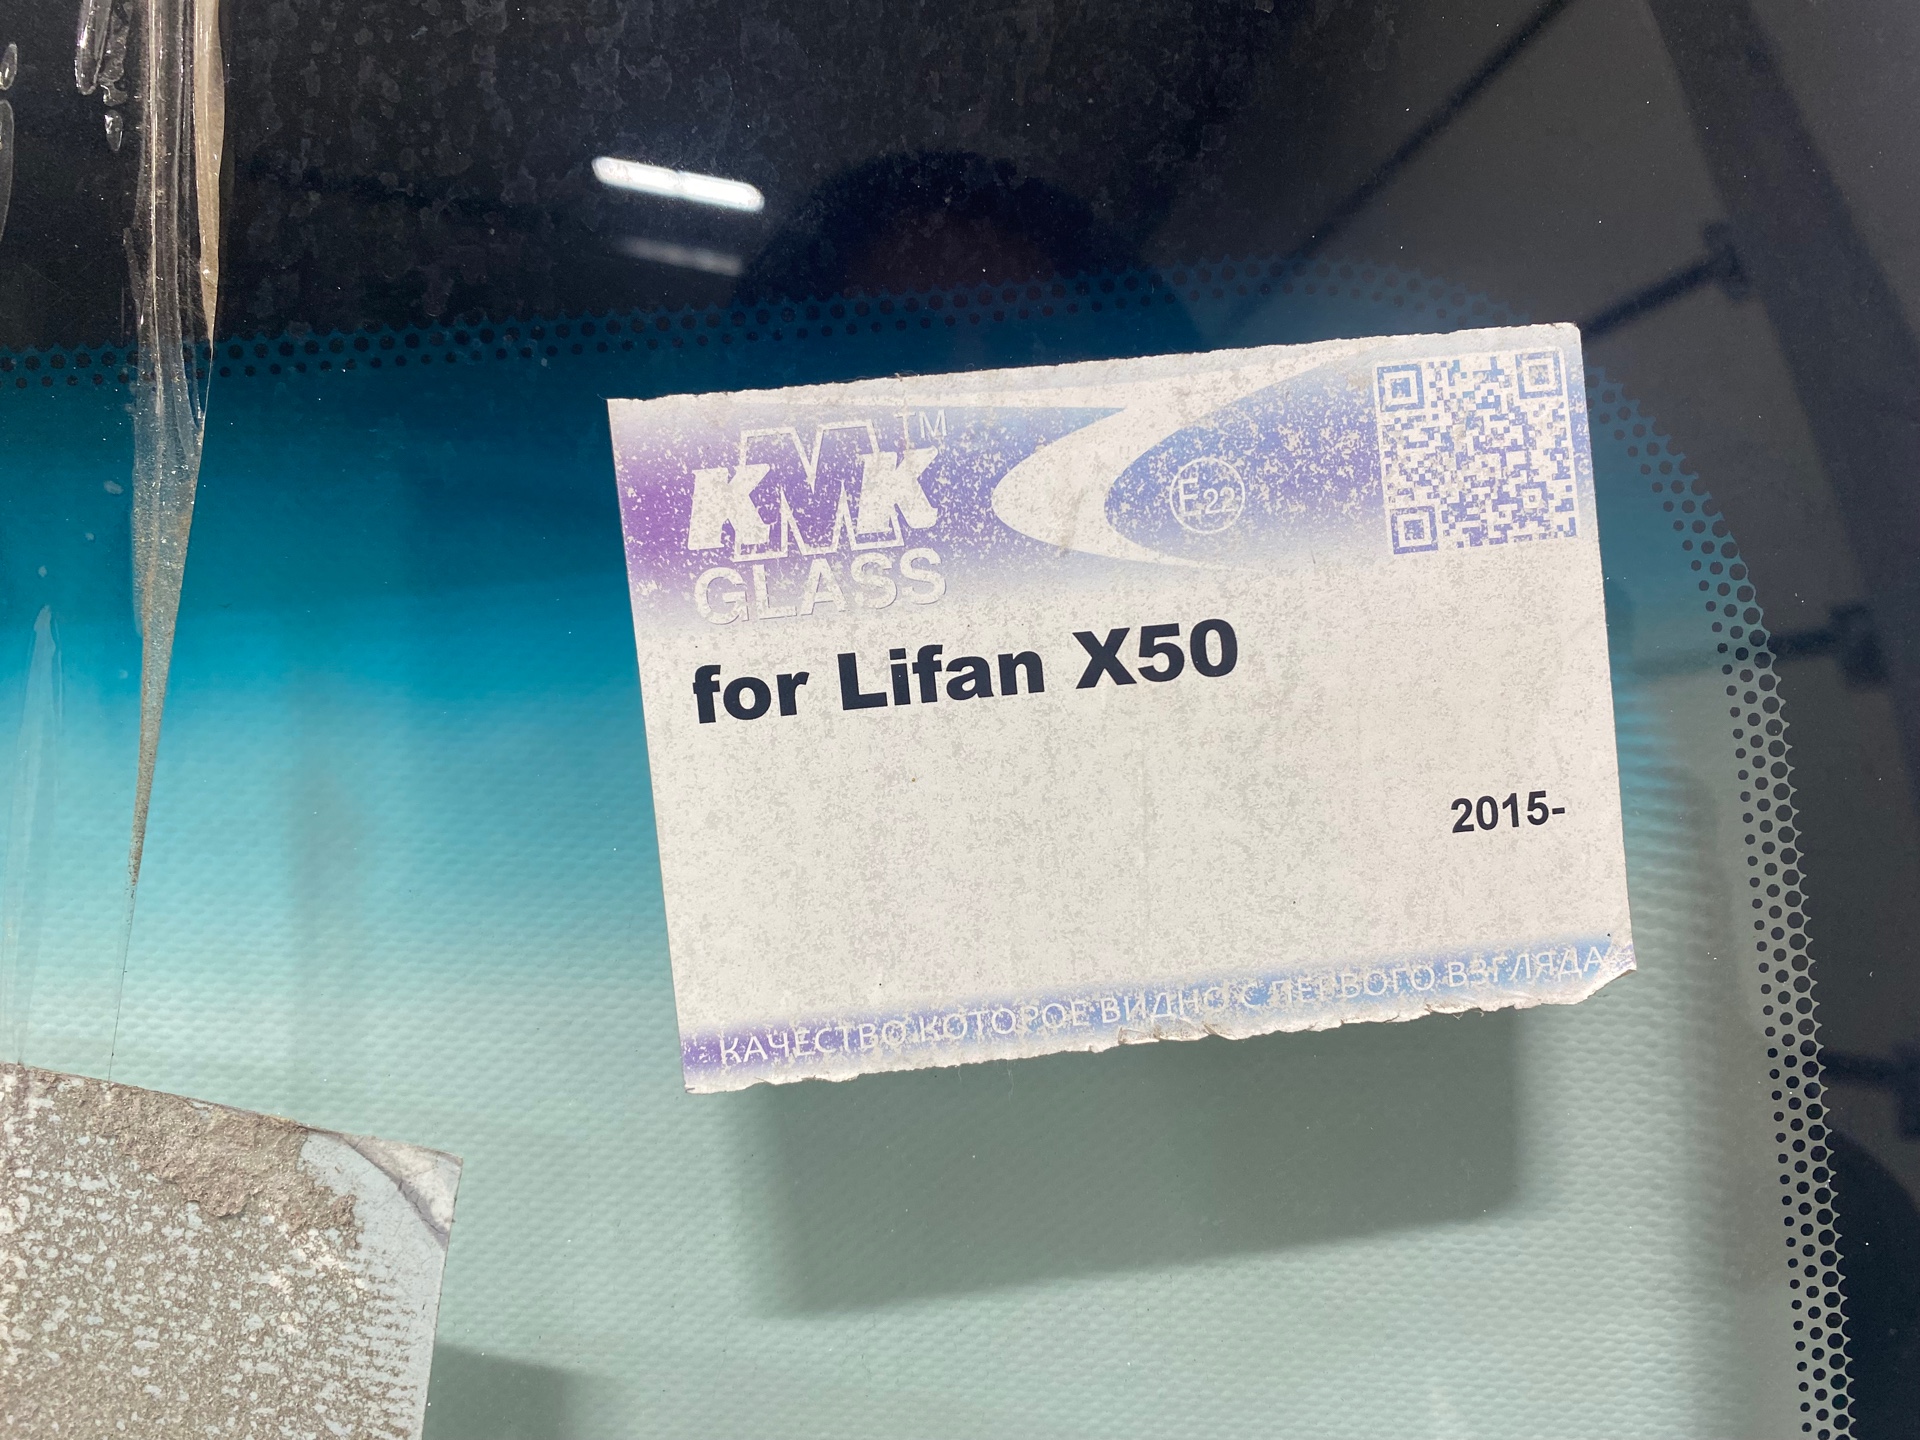 KMK™
GLASS
E22
for Lifan X50
2015-
КАЧЕСТВО КОТОРОЕ ВИДНО С ПЕРВОГО ВЗГЛЯДА